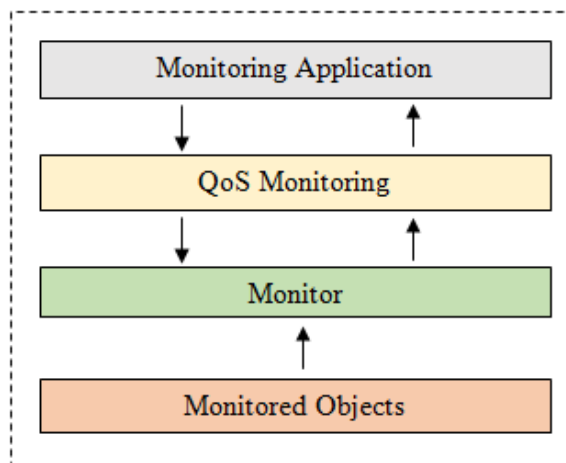 Monitoring Application
QoS Monitoring
Monitor
Monitored Objects